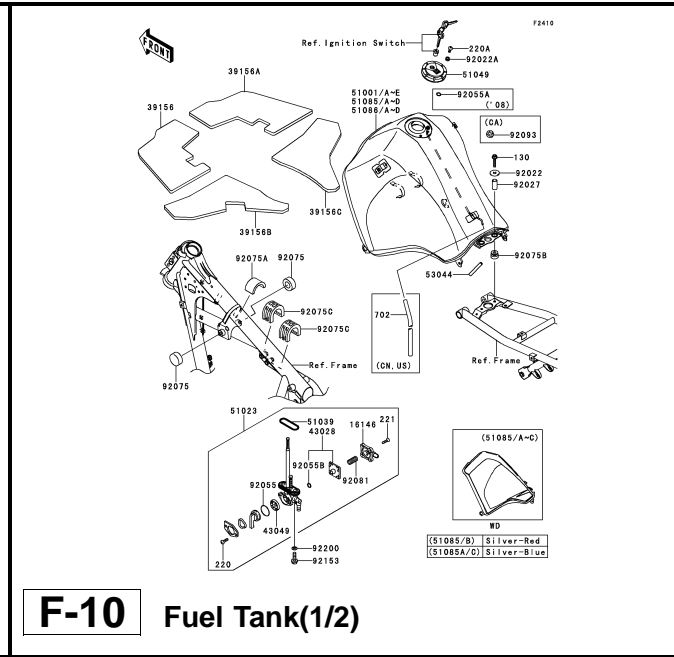 F2410
FRONT
Ref.Ignition Switch
220A
92022A
51049
39156A
39156
51001/A~E
51085/A~D
51086/A~D
92055A
('08)
(CA)
92093
130
92022
92027
39156C
39156B
92075B
53044
92075A
92075
92075C
92075C
702
(CN,US)
Ref.Frame
Ref.Frame
92075
51023
51039
43028
16146
221
92055B
92081
92055
43049
220
92200
92153
(51085/A~C)
WD
(51085/B) Silver-Red
(51085A/C) Silver-Blue
F-10 Fuel Tank(1/2)